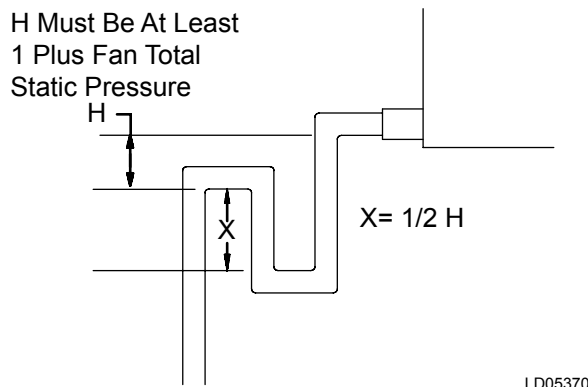 H Must Be At Least
1 Plus Fan Total
Static Pressure
H
X
X= 1/2 H
LD05370